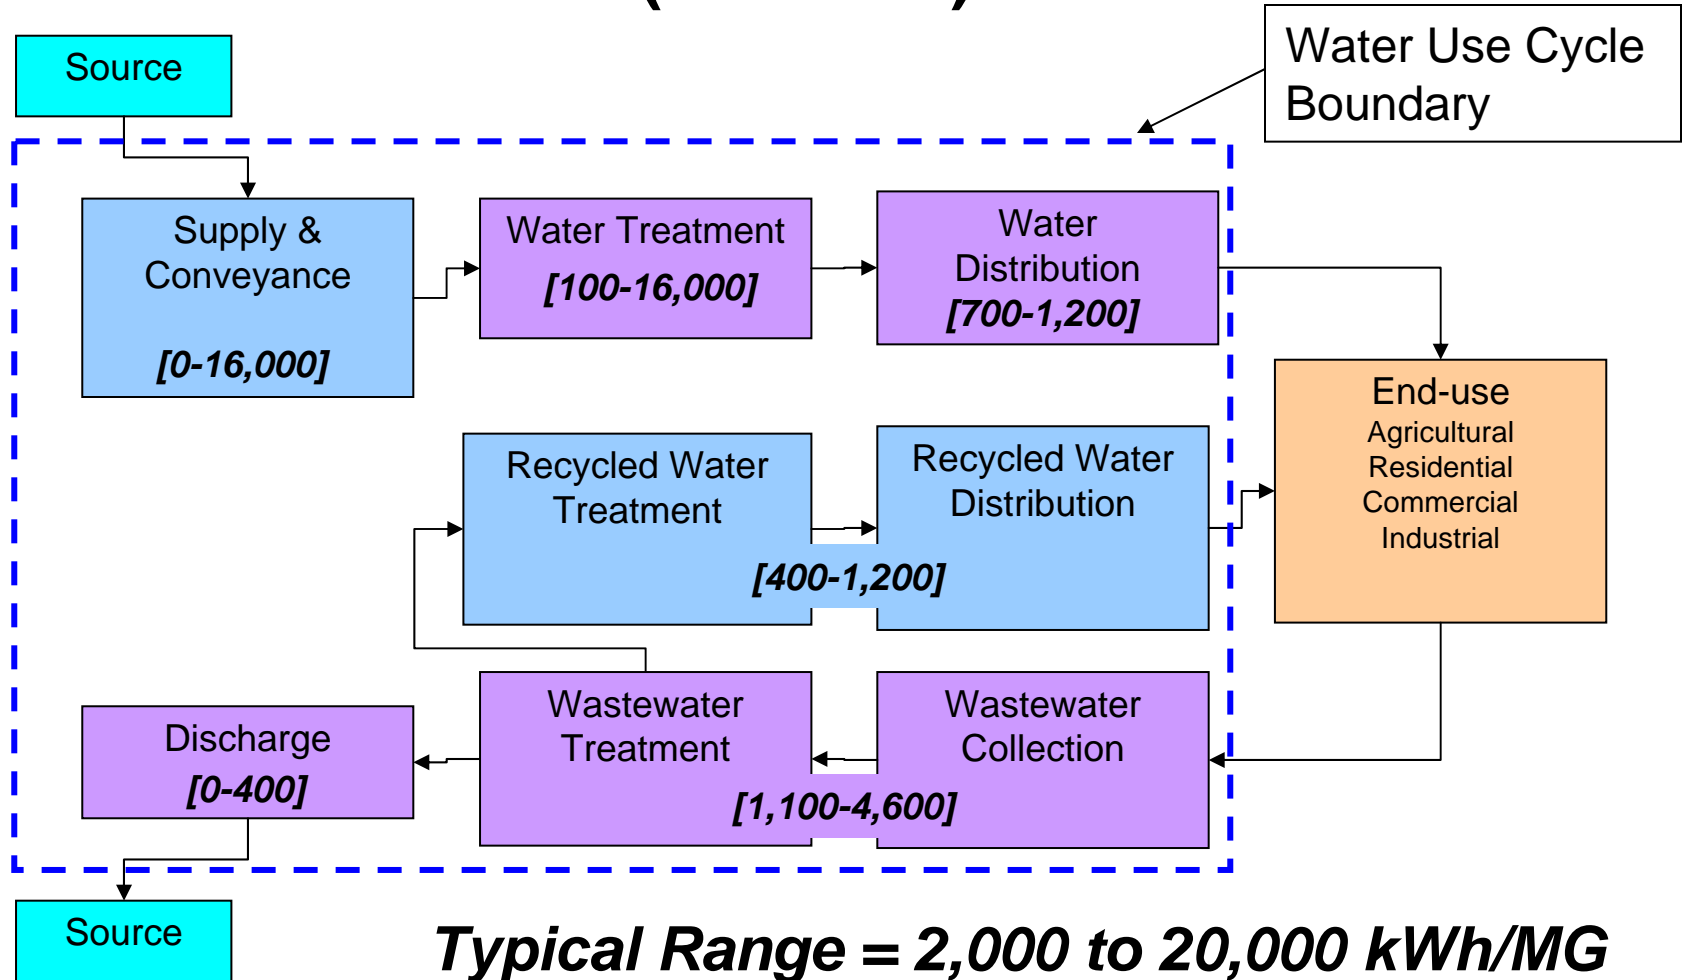 Source
Water Use Cycle
Boundary
Supply &
Conveyance
[0-16,000]
Water Treatment
[100-16,000]
Water
Distribution
[700-1,200]
End-use
Agricultural
Residential
Commercial
Industrial
Recycled Water
Treatment
Recycled Water
Distribution
[400-1,200]
Wastewater
Treatment
Wastewater
Collection
[1,100-4,600]
Discharge
[0-400]
Source
Typical Range = 2,000 to 20,000 kWh/MG